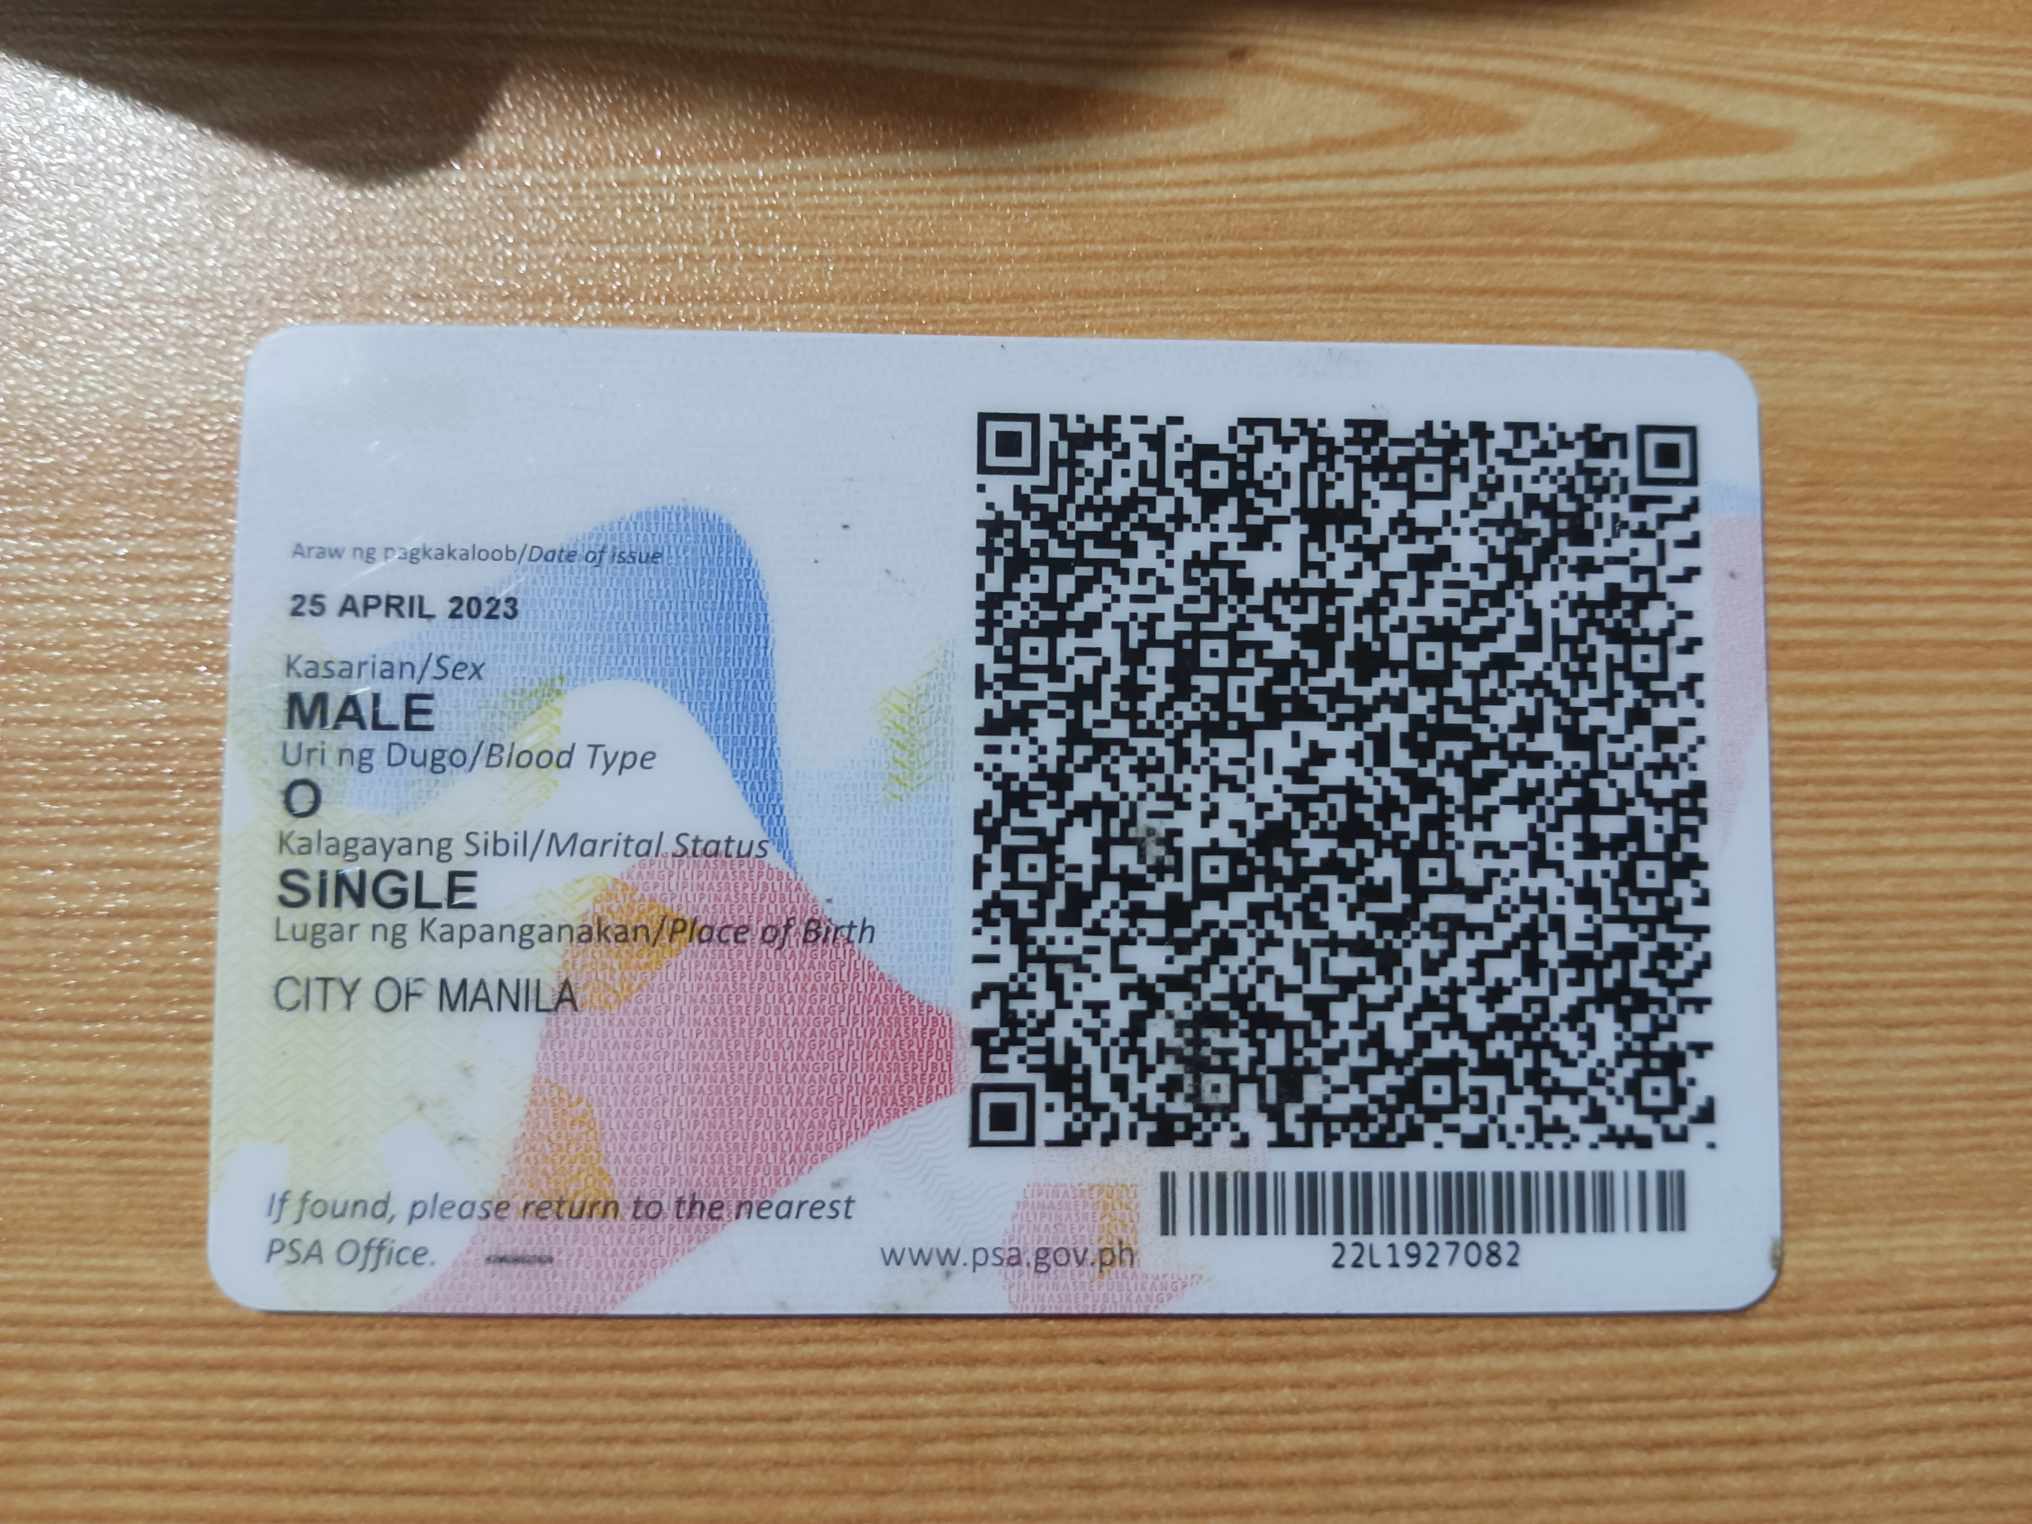 Araw ng pagkakaloob/Date of issue
25 APRIL 2023
Kasarian/Sex
MALE
Uri ng Dugo/Blood Type
O
Kalagayang Sibil/Marital Status
SINGLE
Lugar ng Kapanganakan/Place of Birth
CITY OF MANILA
If found, please return to the nearest
PSA Office.
www.psa.gov.ph
22L1927082